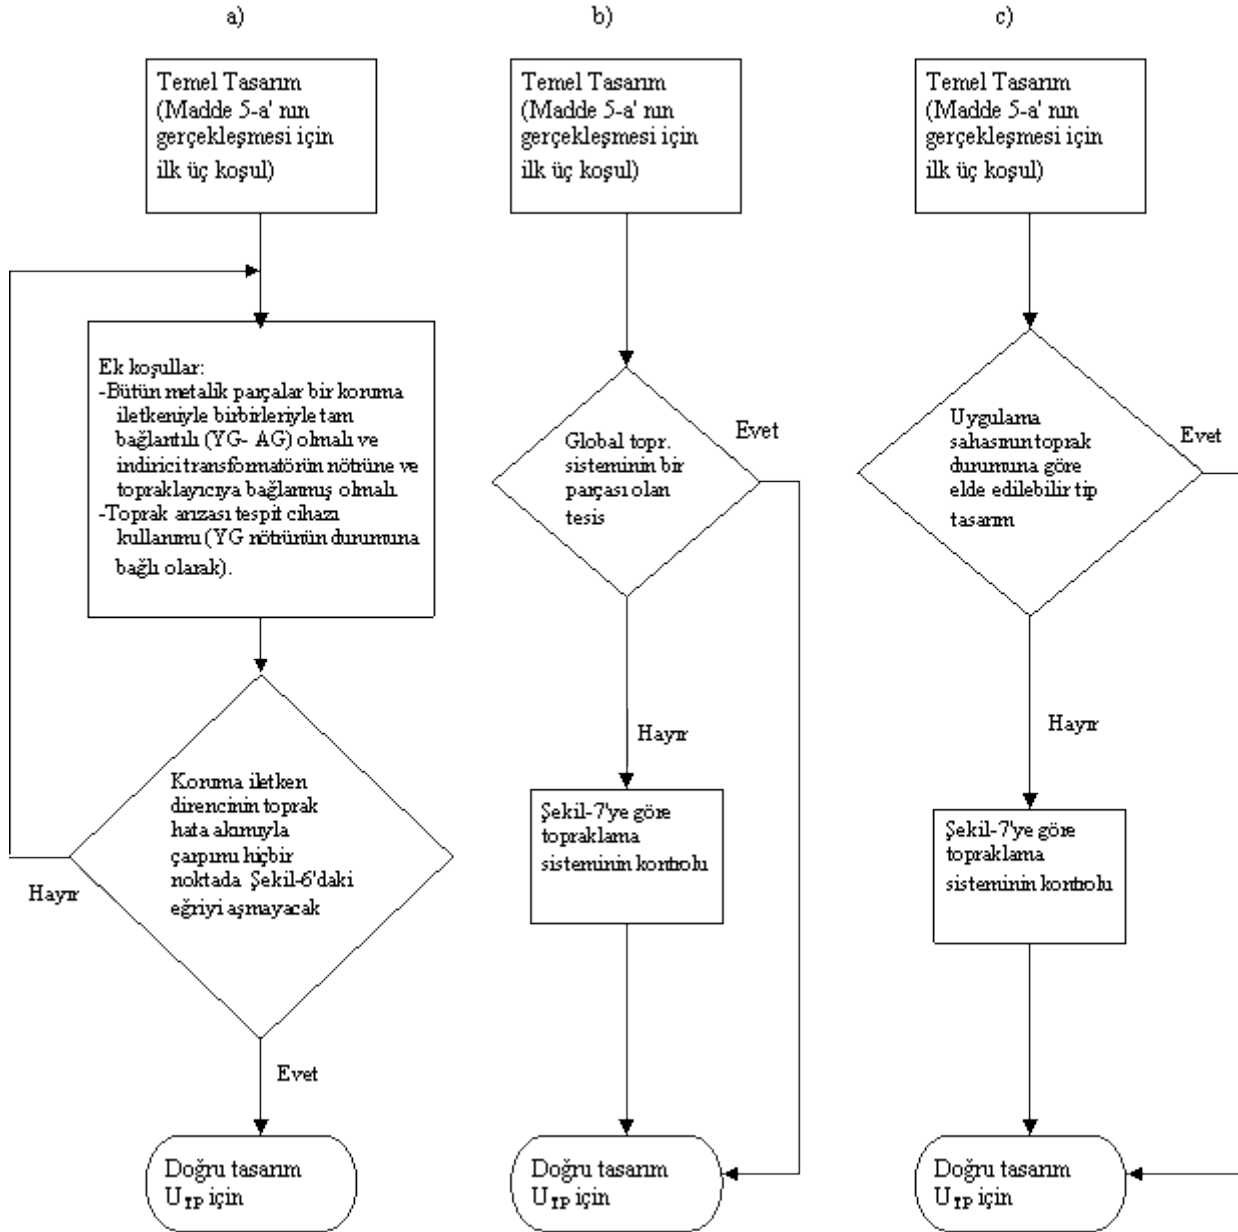 a)
Temel Tasarım
(Madde 5-a' nın
gerçekleşmesi için
ilk üç koşul)
Ek koşullar:
-Bütün metalik parçalar bir koruma
iletkeniyle birbirleriyle tam
bağlantılı (YG- AG) olmalı ve
indirici transformatörün nötrüne ve
topraklayıcıya bağlanmış olmalı.
-Toprak arızası tespit cihazı
kullanımı (YG nötrünün durumuna
bağlı olarak).
Koruma iletken
direncinin toprak
hata akımıyla
çarpımı hiçbir
noktada Şekil-6'daki
eğriyi aşmayacak
Hayır
Evet
Doğru tasarım
UTP için
b)
Temel Tasarım
(Madde 5-a' nın
gerçekleşmesi için
ilk üç koşul)
Global topr.
sisteminin bir
parçası olan
tesis
Evet
Hayır
Şekil-7'ye göre
topraklama
sisteminin kontrolu
Doğru tasarım
UTP için
c)
Temel Tasarım
(Madde 5-a' nın
gerçekleşmesi için
ilk üç koşul)
Uygulama
sahasının toprak
durumuna göre
elde edilebilir tip
tasarım
Evet
Hayır
Şekil-7'ye göre
topraklama
sisteminin kontrolu
Doğru tasarım
UTP için